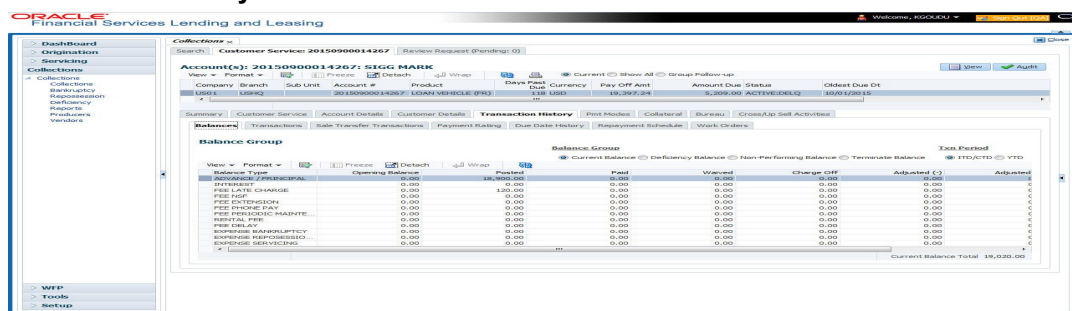 ORACLE
Financial Services Lending and Leasing
Welcome, KGOUDU
Sign Out
Close
DashBoard
Origination
Servicing
Collections
Collections
Collections
Bankruptcy
Repossession
Deficiency
Reports
Producers
Vendors
WFP
Tools
Setup
Collections
Search Customer Service: 20150900014267 Review Request (Pending: 0)
Account(s): 20150900014267: SIGG MARK
View Audit
View Format Freeze Detach Wrap Current Show All Group Follow-up
Company Branch Sub Unit Account # Product Days Past Due Currency Pay Off Amt Amount Due Status Oldest Due Dt
US01 USHQ 20150900014267 LOAN VEHICLE (FR) 118 USD 19,397.24 5,209.00 ACTIVE:DELQ 10/01/2015
Summary Customer Service Account Details Customer Details Transaction History Pmt Modes Collateral Bureau Cross/Up Sell Activities
Balances Transactions Sale Transfer Transactions Payment Rating Due Date History Repayment Schedule Work Orders
Balance Group
Balance Group Txn Period
Current Balance Deficiency Balance Non-Performing Balance Terminate Balance ITD/CTD YTD
View Format Freeze Detach Wrap
Balance Type Opening Balance Posted Paid Waived Charge Off Adjusted (-) Adjusted
ADVANCE / PRINCIPAL 0.00 18,900.00 0.00 0.00 0.00 0.00
INTEREST 0.00 0.00 0.00 0.00 0.00 0.00
FEE LATE CHARGE 0.00 120.00 0.00 0.00 0.00 0.00
FEE NSF 0.00 0.00 0.00 0.00 0.00 0.00
FEE EXTENSION 0.00 0.00 0.00 0.00 0.00 0.00
FEE PHONE PAY 0.00 0.00 0.00 0.00 0.00 0.00
FEE PERIODIC MAINTE... 0.00 0.00 0.00 0.00 0.00 0.00
RENTAL FEE 0.00 0.00 0.00 0.00 0.00 0.00
FEE DELAY 0.00 0.00 0.00 0.00 0.00 0.00
EXPENSE BANKRUPTCY 0.00 0.00 0.00 0.00 0.00 0.00
EXPENSE REPOSESSIO... 0.00 0.00 0.00 0.00 0.00 0.00
EXPENSE SERVICING 0.00 0.00 0.00 0.00 0.00 0.00
Current Balance Total 19,020.00